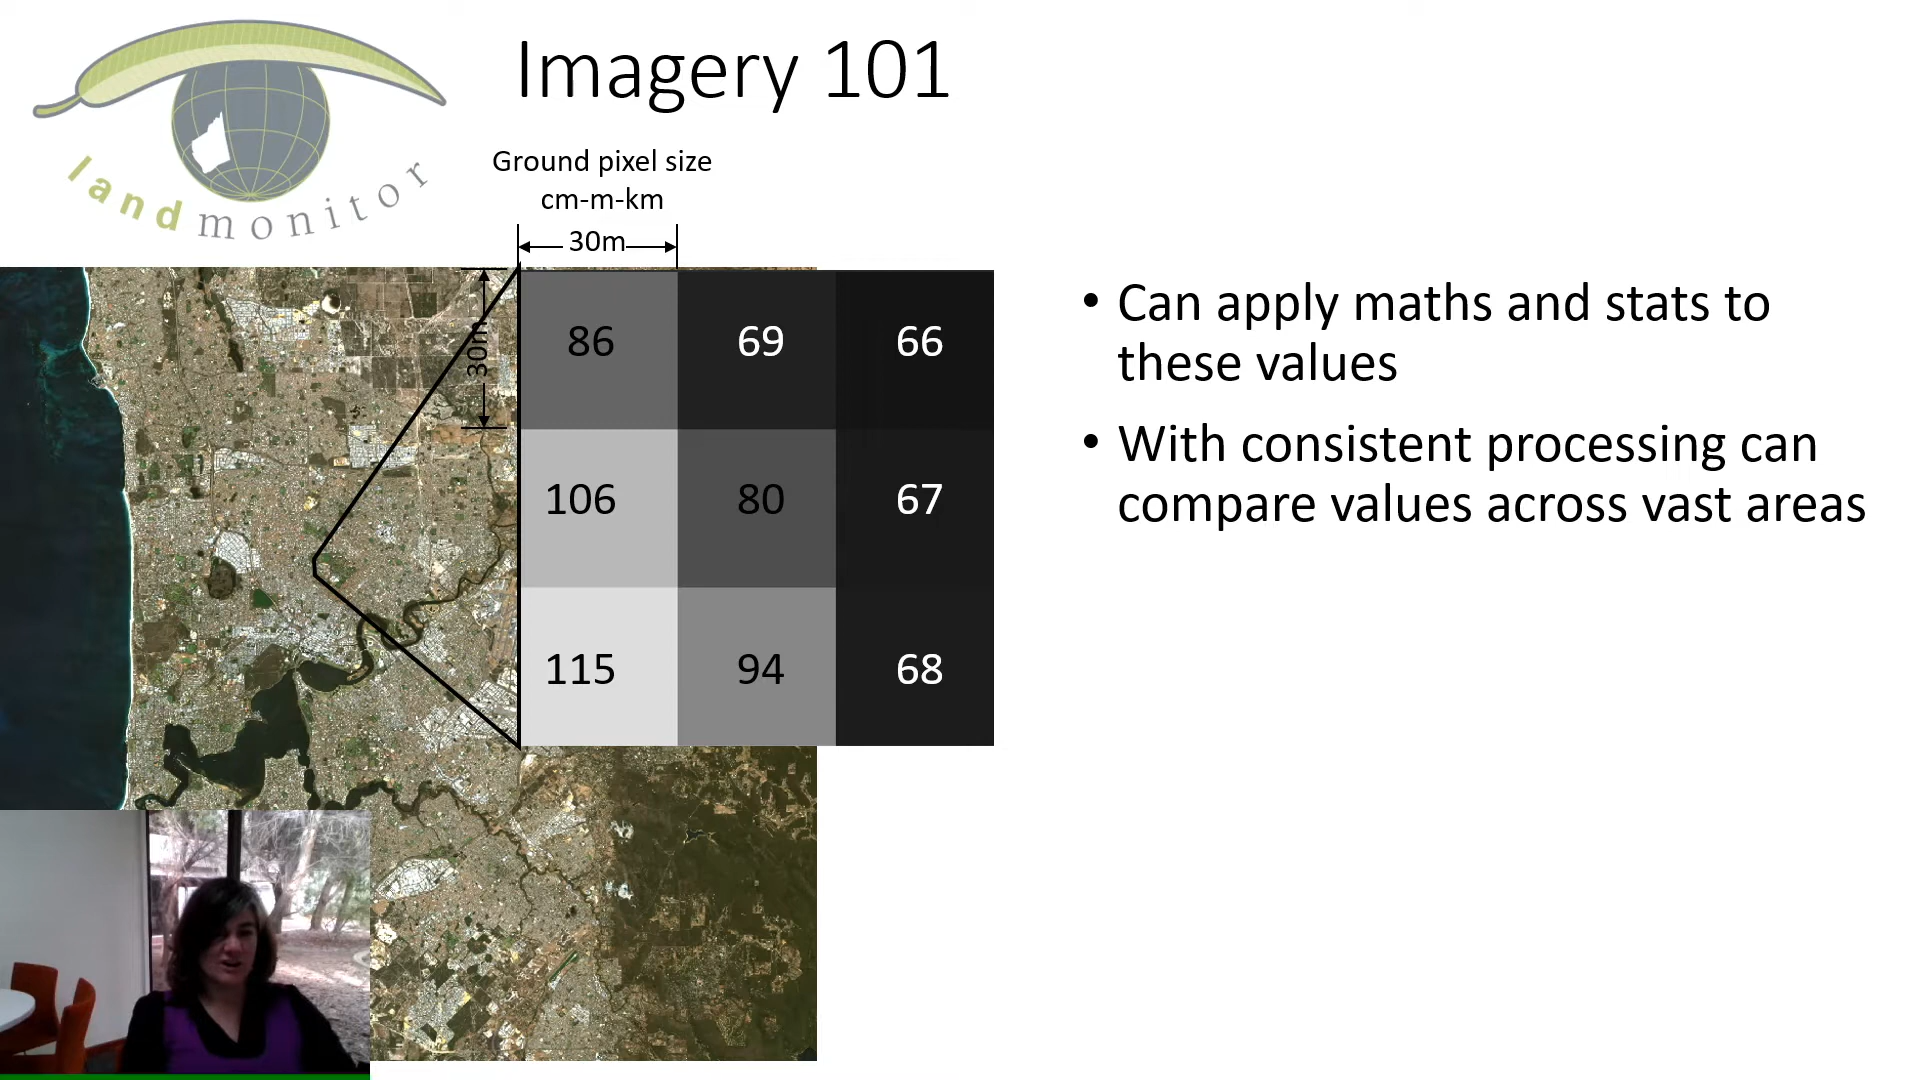 Imagery 101
landmonitor
Ground pixel size
cm-m-km
30m
30m
86 69 66
106 80 67
115 94 68
• Can apply maths and stats to
these values
• With consistent processing can
compare values across vast areas